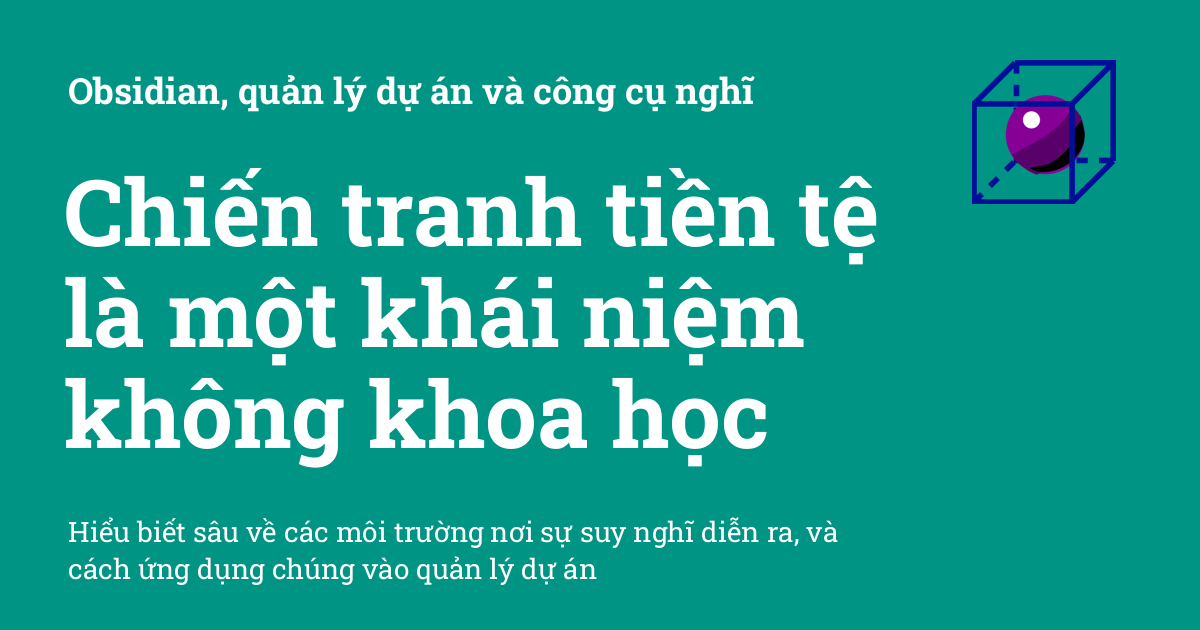 Obsidian, quản lý dự án và công cụ nghĩ
Chiến tranh tiền tệ
là một khái niệm
không khoa học
Hiểu biết sâu về các môi trường nơi sự suy nghĩ diễn ra, và
cách ứng dụng chúng vào quản lý dự án